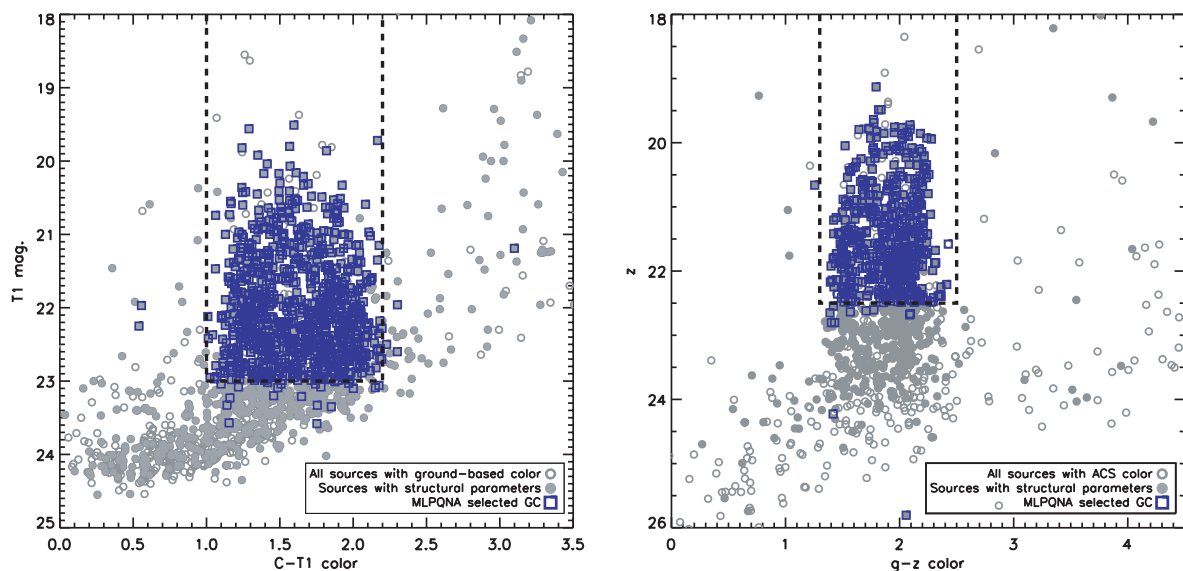 18
19
20
21
22
23
24
25
T1 mag.
0.0 0.5 1.0 1.5 2.0 2.5 3.0 3.5
C-T1 color
All sources with ground-based color
Sources with structural parameters
MLPQNA selected GC
18
20
22
24
26
z
0 1 2 3 4
g-z color
All sources with ACS color
Sources with structural parameters
MLPQNA selected GC